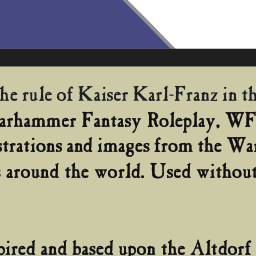 he rule of Kaiser Karl-Franz in th
arhammer Fantasy Roleplay, WF
strations and images from the War
around the world. Used without
pired and based upon the Altdorf